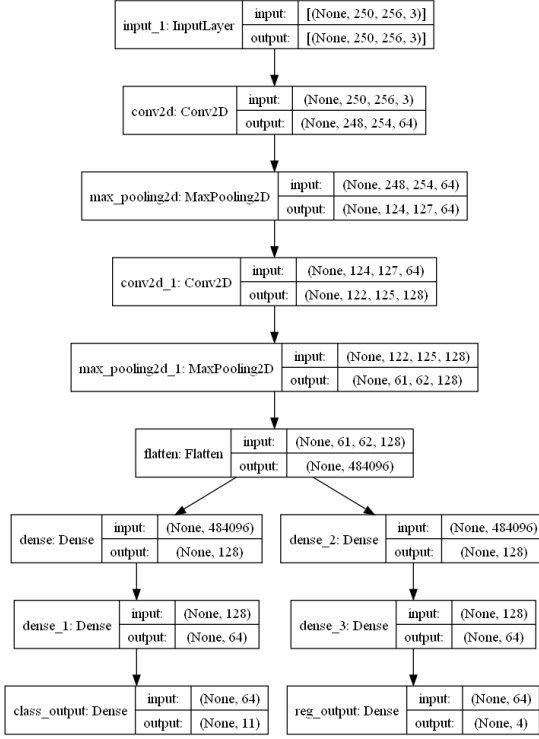 input_1: InputLayer
input: [(None, 250, 256, 3)]
output: [(None, 250, 256, 3)]
conv2d: Conv2D
input: (None, 250, 256, 3)
output: (None, 248, 254, 64)
max_pooling2d: MaxPooling2D
input: (None, 248, 254, 64)
output: (None, 124, 127, 64)
conv2d_1: Conv2D
input: (None, 124, 127, 64)
output: (None, 122, 125, 128)
max_pooling2d_1: MaxPooling2D
input: (None, 122, 125, 128)
output: (None, 61, 62, 128)
flatten: Flatten
input: (None, 61, 62, 128)
output: (None, 484096)
dense: Dense
input: (None, 484096)
output: (None, 128)
dense_2: Dense
input: (None, 484096)
output: (None, 128)
dense_1: Dense
input: (None, 128)
output: (None, 64)
dense_3: Dense
input: (None, 128)
output: (None, 64)
class_output: Dense
input: (None, 64)
output: (None, 11)
reg_output: Dense
input: (None, 64)
output: (None, 4)